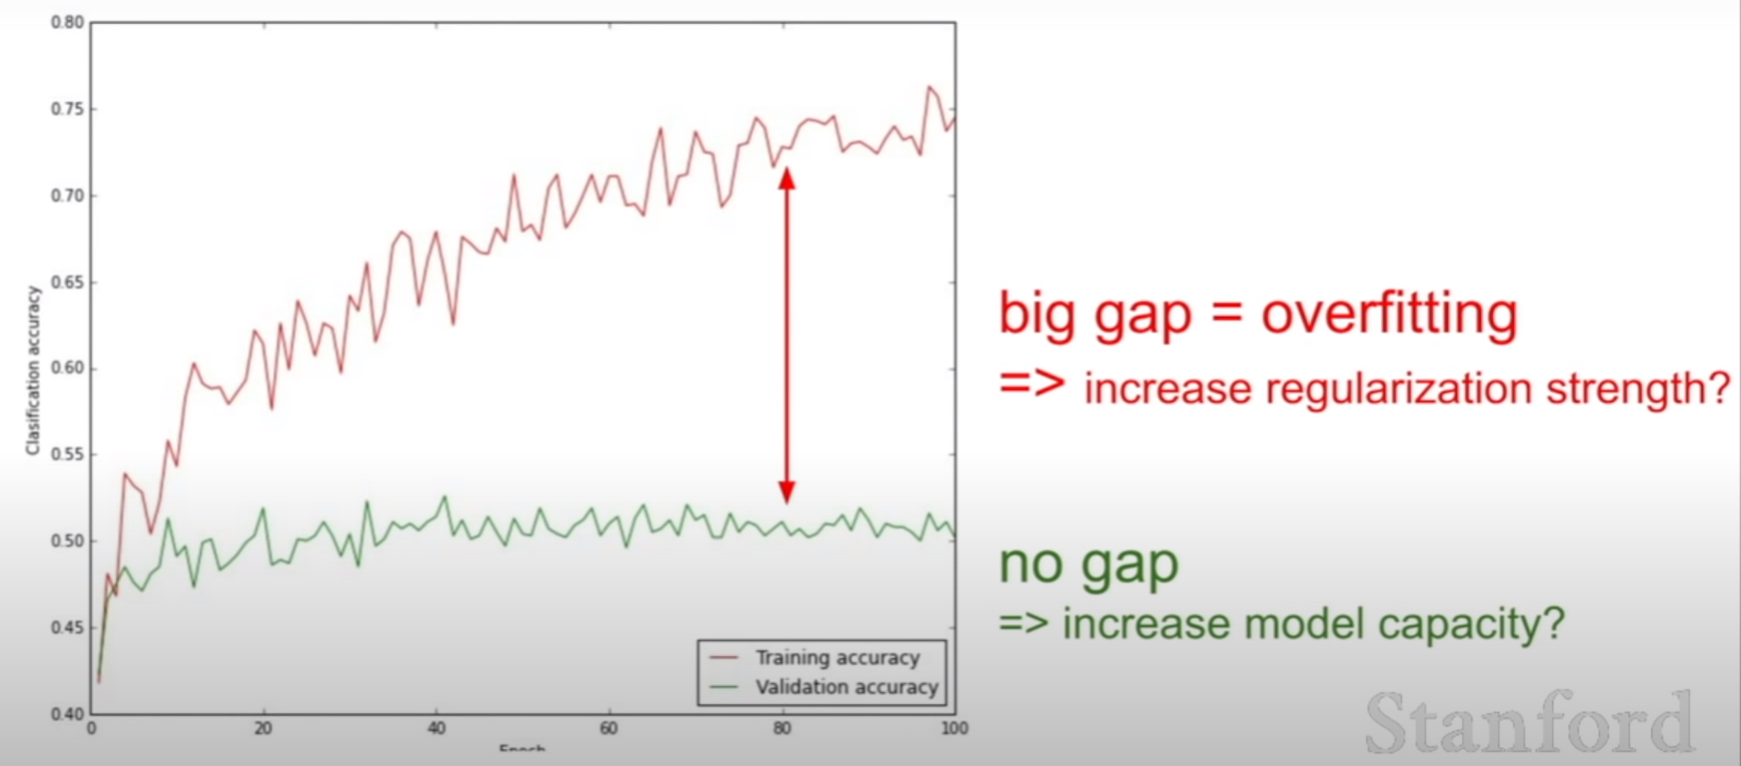 0.80
0.75
0.70
0.65
0.60
0.55
0.50
0.45
0.40
Clasification accuracy
0 20 40 60 80 100
Epoch
Training accuracy
Validation accuracy
big gap = overfitting
=> increase regularization strength?
no gap
=> increase model capacity?
Stanford